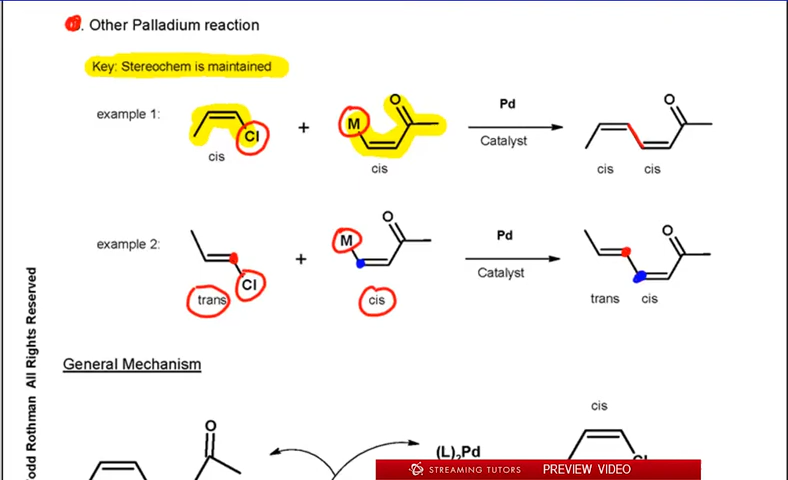 . Other Palladium reaction
Key: Stereochem is maintained
example 1:
Cl
cis
+
M
O
cis
Pd
Catalyst
O
cis cis
example 2:
Cl
trans
+
M
O
cis
Pd
Catalyst
O
trans cis
General Mechanism
cis
O
(L)2Pd
Cl
odd Rothman All Rights Reserved
STREAMING TUTORS PREVIEW VIDEO